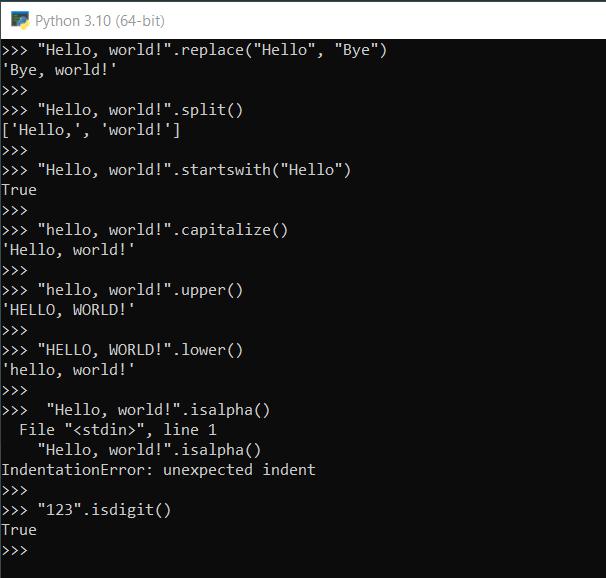 Python 3.10 (64-bit)
>>> "Hello, world!".replace("Hello", "Bye")
'Bye, world!'
>>>
>>> "Hello, world!".split()
['Hello,', 'world!']
>>>
>>> "Hello, world!".startswith("Hello")
True
>>>
>>> "hello, world!".capitalize()
'Hello, world!'
>>>
>>> "hello, world!".upper()
'HELLO, WORLD!'
>>>
>>> "HELLO, WORLD!".lower()
'hello, world!'
>>>
>>>  "Hello, world!".isalpha()
  File "<stdin>", line 1
    "Hello, world!".isalpha()
IndentationError: unexpected indent
>>>
>>> "123".isdigit()
True
>>>